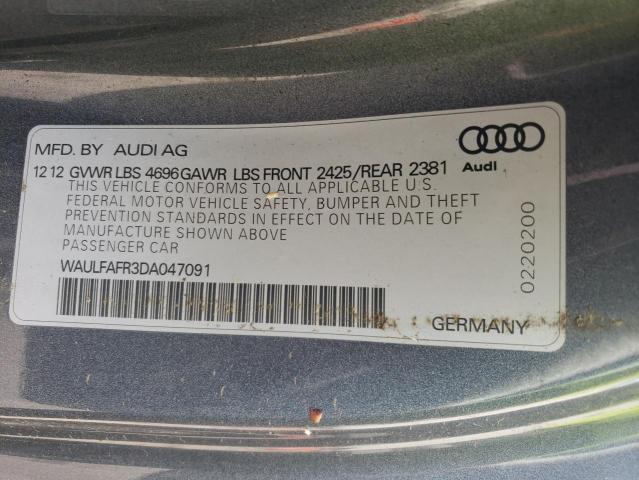 MFD. BY AUDI AG
12 12 GVWR LBS 4696 GAWR LBS FRONT 2425/REAR 2381
Audi
THIS VEHICLE CONFORMS TO ALL APPLICABLE U.S.
FEDERAL MOTOR VEHICLE SAFETY, BUMPER AND THEFT
PREVENTION STANDARDS IN EFFECT ON THE DATE OF
MANUFACTURE SHOWN ABOVE
PASSENGER CAR
WAULFAFR3DA047091
GERMANY
0220200